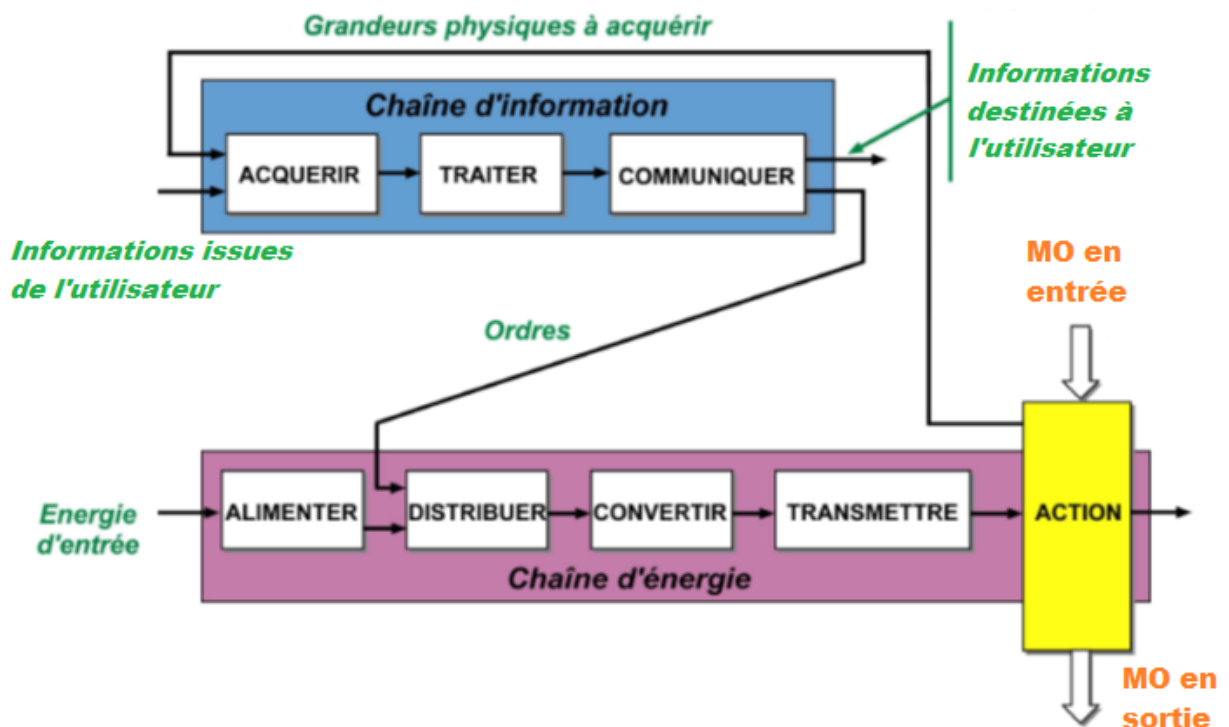 Grandeurs physiques à acquérir
Informations
destinées à
l'utilisateur
Chaîne d'information
ACQUERIR
TRAITER
COMMUNIQUER
Informations issues
de l'utilisateur
MO en
entrée
Ordres
Energie
d'entrée
ALIMENTER
DISTRIBUER
CONVERTIR
TRANSMETTRE
ACTION
Chaîne d'énergie
MO en
sortie